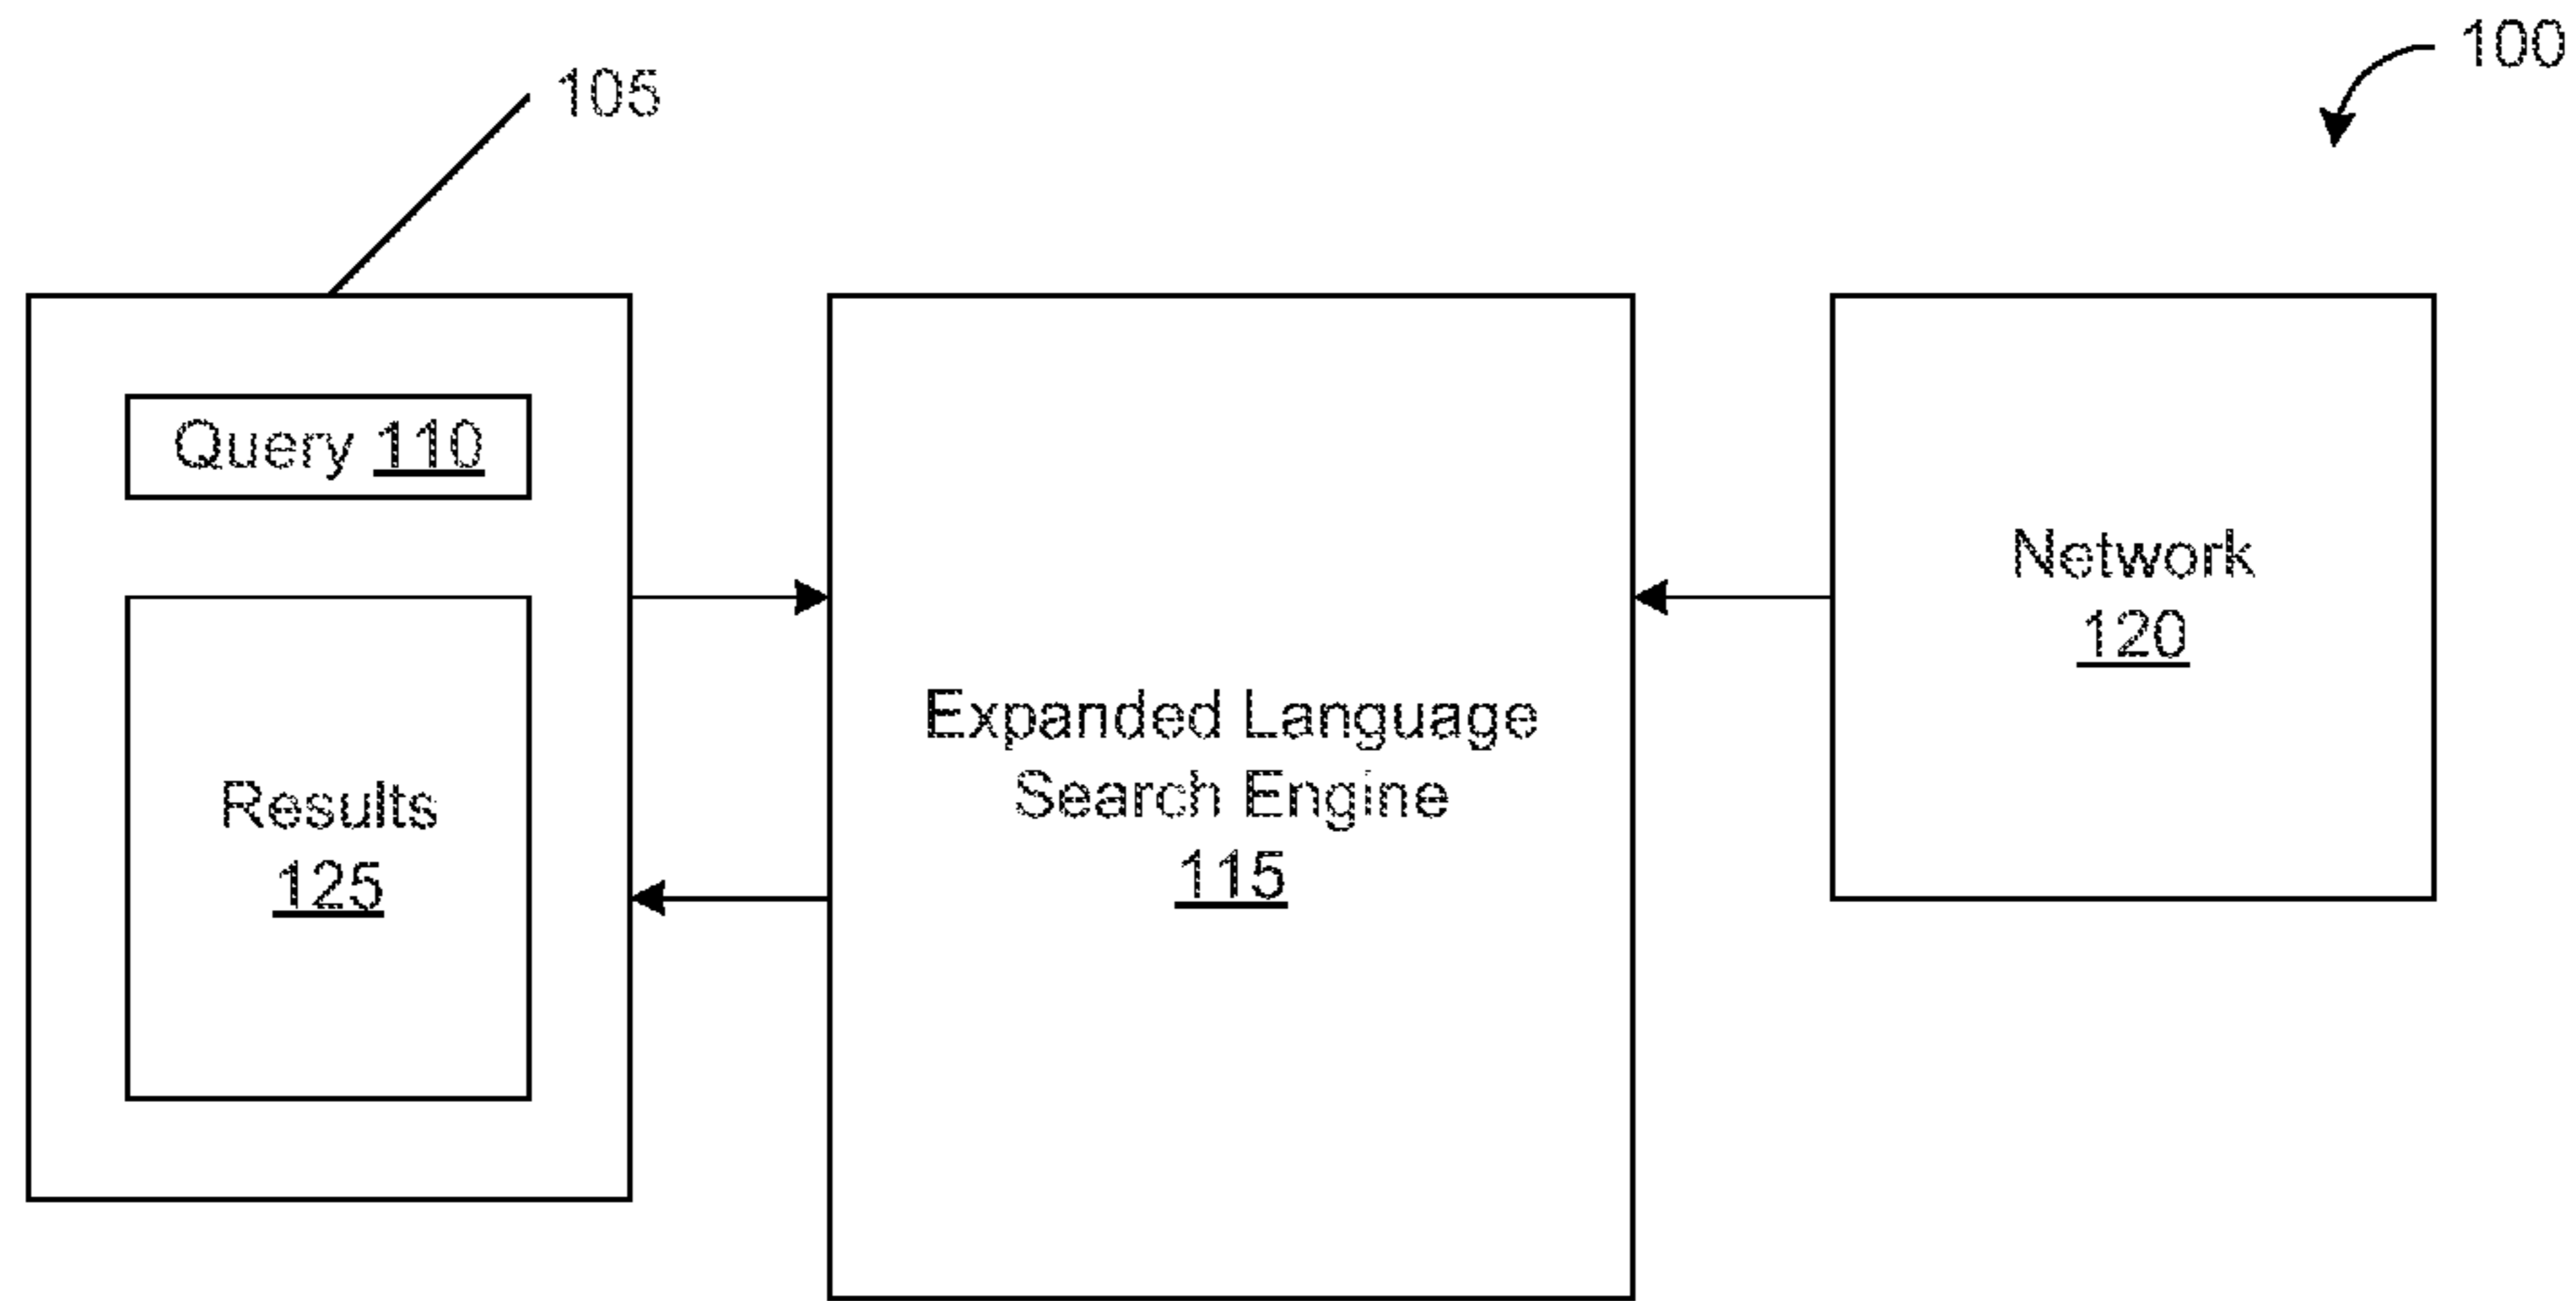 100
105
Query 110
Results
125
Expanded Language
Search Engine
115
Network
120